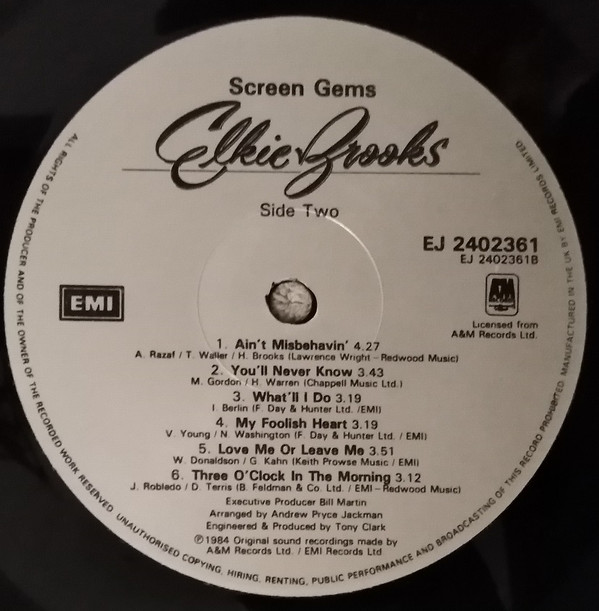 Screen Gems
Elkie Brooks
Side Two
EJ 2402361
EJ 2402361B
EMI
A&M RECORDS
Licensed from
A&M Records Ltd.
1. Ain't Misbehavin' 4.27
A. Razaf / T. Waller / H. Brooks (Lawrence Wright - Redwood Music)
2. You'll Never Know 3.43
M. Gordon / H. Warren (Chappell Music Ltd.)
3. What'll I Do 3.19
I. Berlin (F. Day & Hunter Ltd. /EMI)
4. My Foolish Heart 3.19
V. Young / N. Washington (F. Day & Hunter Ltd. / EMI)
5. Love Me Or Leave Me 3.51
W. Donaldson / G. Kahn (Keith Prowse Music / EMI)
6. Three O'Clock In The Morning 3.12
J. Robledo / D. Terris (B. Feldman & Co. Ltd. / EMI - Redwood Music)
Executive Producer Bill Martin
Arranged by Andrew Pryce Jackman
Engineered & Produced by Tony Clark
℗1984 Original sound recordings made by
A&M Records Ltd. / EMI Records Ltd
ALL RIGHTS OF THE PRODUCER AND OF THE OWNER OF THE RECORDED WORK RESERVED. UNAUTHORISED COPYING, HIRING, RENTING, PUBLIC PERFORMANCE AND BROADCASTING OF THIS RECORD PROHIBITED. MANUFACTURED IN THE UK BY EMI RECORDS LIMITED